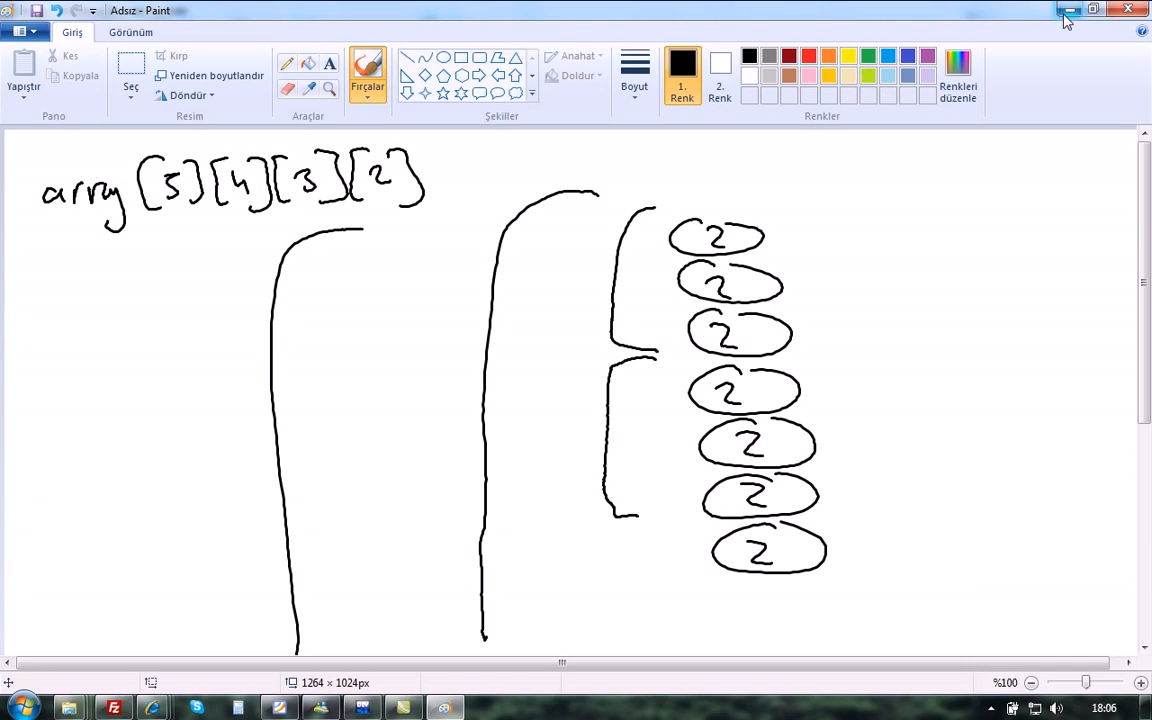 Adsız - Paint
Giriş Görünüm
Yapıştır Kes Kopyala Seç Kırp Yeniden boyutlandır Döndür A Fırçalar Anahat Doldur Boyut 1. Renk 2. Renk Renkleri düzenle
Pano Resim Araçlar Şekiller Renkler
array [5][4][3][2]
2
2
2
2
2
2
2
1264 × 1024px %100
18:06